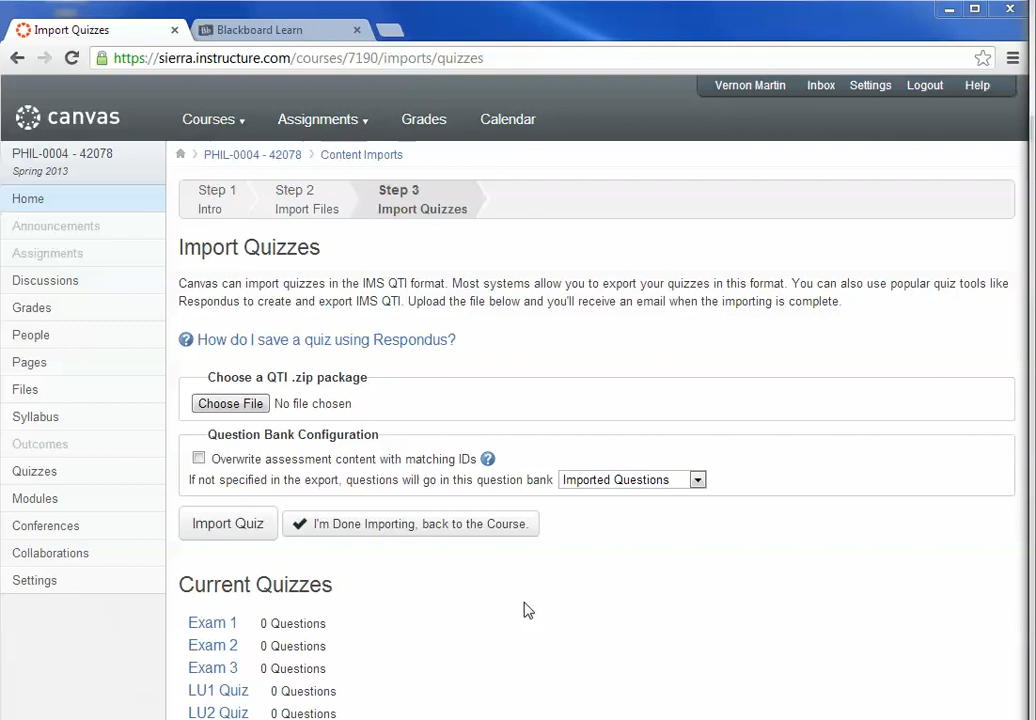 Import Quizzes
Blackboard Learn
https://sierra.instructure.com/courses/7190/imports/quizzes
Vernon Martin Inbox Settings Logout Help
canvas
Courses Assignments Grades Calendar
PHIL-0004 - 42078
Spring 2013
PHIL-0004 - 42078 Content Imports
Home
Announcements
Assignments
Discussions
Grades
People
Pages
Files
Syllabus
Outcomes
Quizzes
Modules
Conferences
Collaborations
Settings
Step 1
Intro
Step 2
Import Files
Step 3
Import Quizzes
Import Quizzes
Canvas can import quizzes in the IMS QTI format. Most systems allow you to export your quizzes in this format. You can also use popular quiz tools like
Respondus to create and export IMS QTI. Upload the file below and you'll receive an email when the importing is complete.
How do I save a quiz using Respondus?
Choose a QTI .zip package
Choose File No file chosen
Question Bank Configuration
Overwrite assessment content with matching IDs
If not specified in the export, questions will go in this question bank Imported Questions
Import Quiz I'm Done Importing, back to the Course.
Current Quizzes
Exam 1 0 Questions
Exam 2 0 Questions
Exam 3 0 Questions
LU1 Quiz 0 Questions
LU2 Quiz 0 Questions